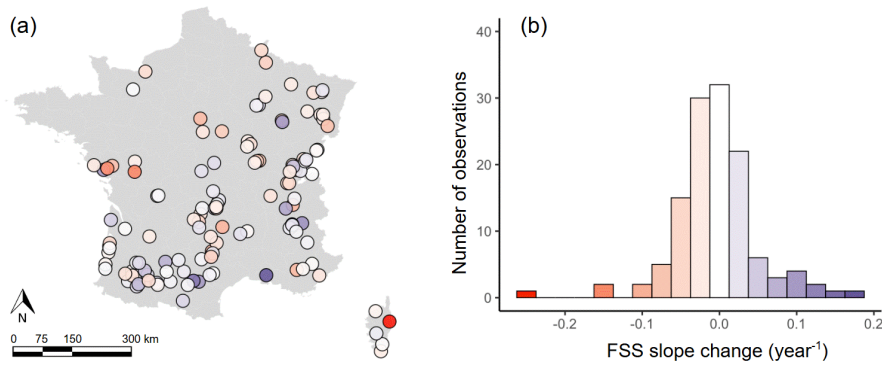 (a)
N
0 75 150 300 km
(b)
40
30
20
10
0
Number of observations
-0.2 -0.1 0.0 0.1 0.2
FSS slope change (year⁻¹)